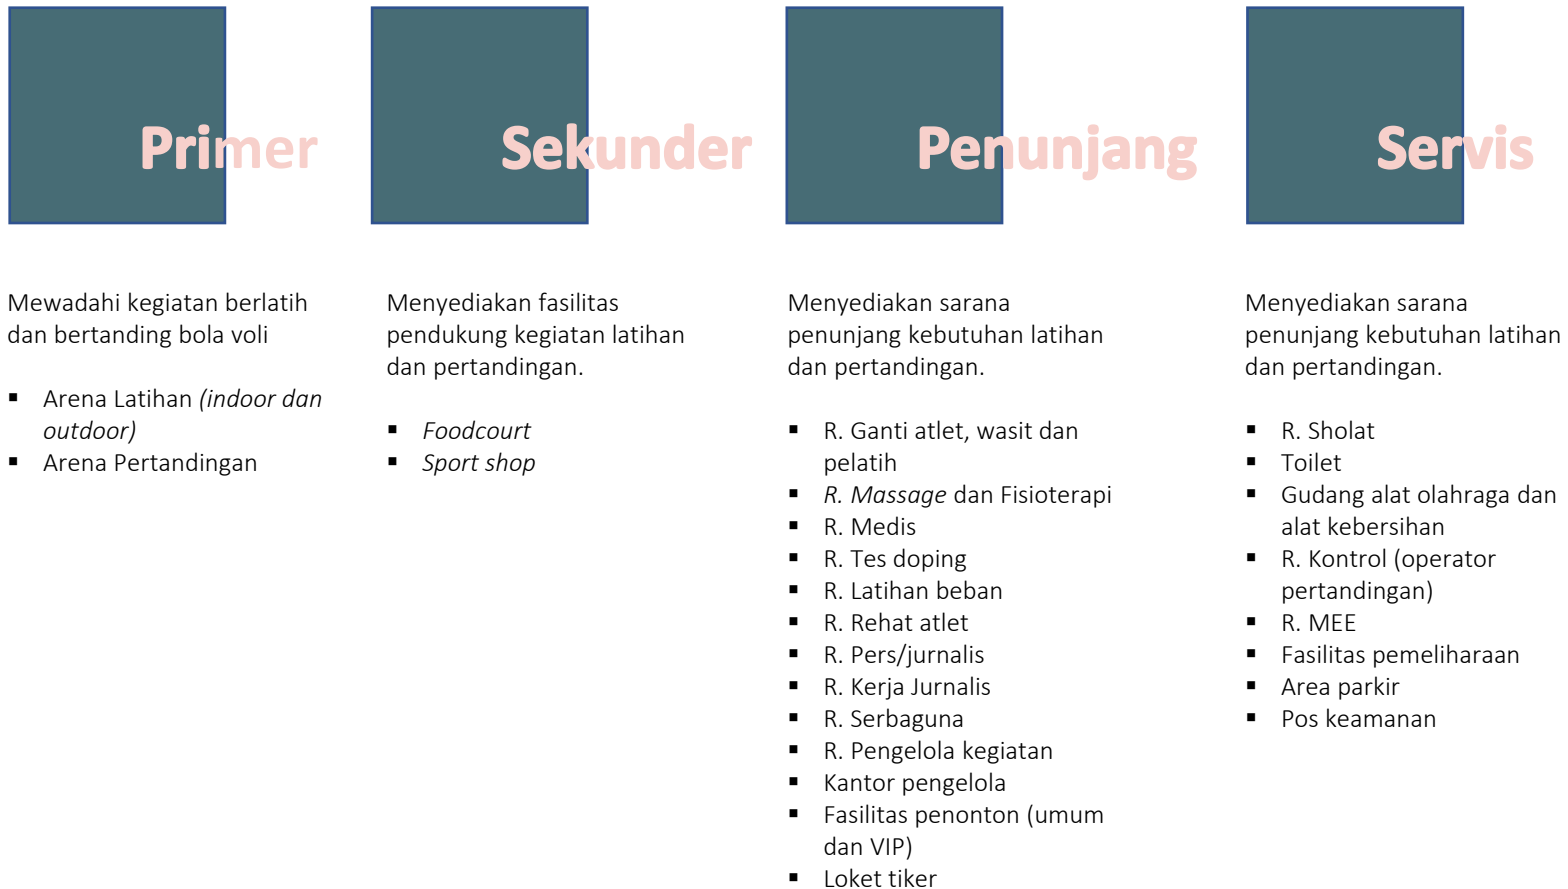 Primer
Mewadahi kegiatan berlatih
dan bertanding bola voli
▪ Arena Latihan (indoor dan
outdoor)
▪ Arena Pertandingan
Sekunder
Menyediakan fasilitas
pendukung kegiatan latihan
dan pertandingan.
▪ Foodcourt
▪ Sport shop
Penunjang
Menyediakan sarana
penunjang kebutuhan latihan
dan pertandingan.
▪ R. Ganti atlet, wasit dan
pelatih
▪ R. Massage dan Fisioterapi
▪ R. Medis
▪ R. Tes doping
▪ R. Latihan beban
▪ R. Rehat atlet
▪ R. Pers/jurnalis
▪ R. Kerja Jurnalis
▪ R. Serbaguna
▪ R. Pengelola kegiatan
▪ Kantor pengelola
▪ Fasilitas penonton (umum
dan VIP)
▪ Loket tiker
Servis
Menyediakan sarana
penunjang kebutuhan latihan
dan pertandingan.
▪ R. Sholat
▪ Toilet
▪ Gudang alat olahraga dan
alat kebersihan
▪ R. Kontrol (operator
pertandingan)
▪ R. MEE
▪ Fasilitas pemeliharaan
▪ Area parkir
▪ Pos keamanan